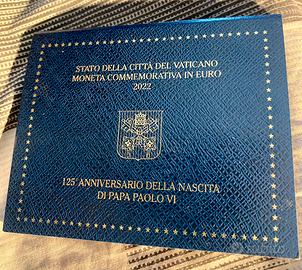 STATO DELLA CITTÀ DEL VATICANO
MONETA COMMEMORATIVA IN EURO
2022
125° ANNIVERSARIO DELLA NASCITA
DI PAPA PAOLO VI